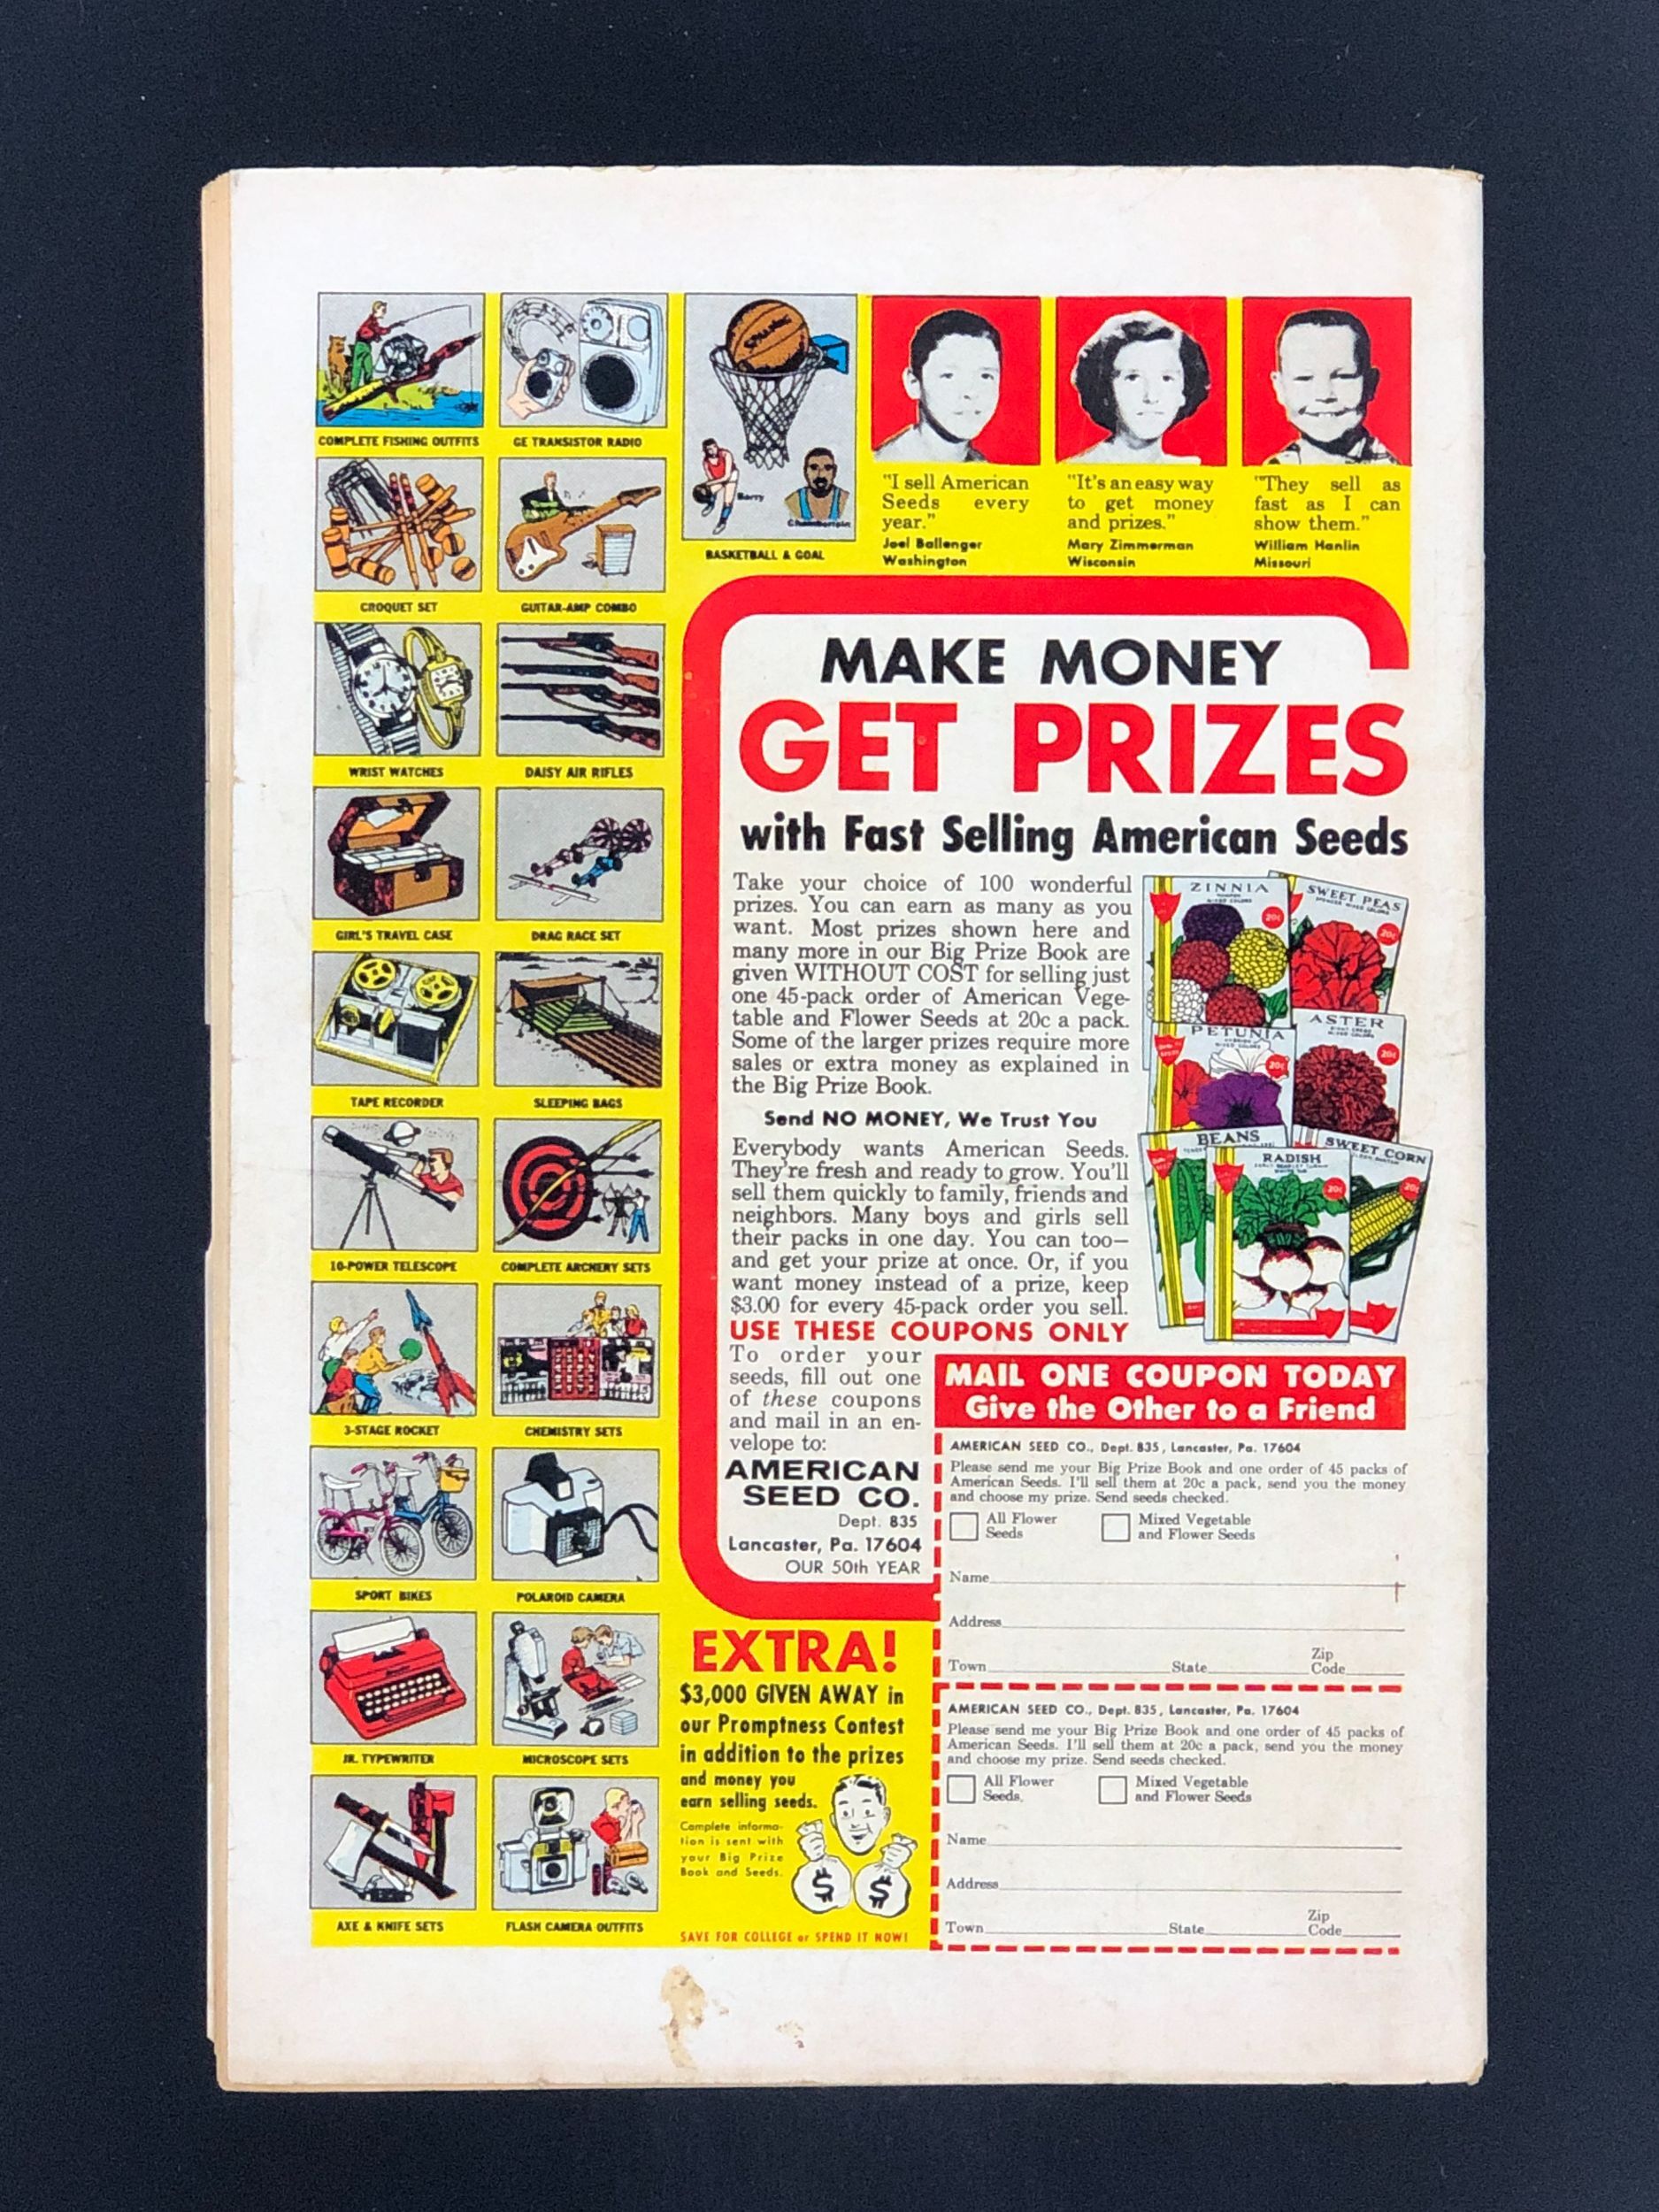 COMPLETE FISHING OUTFITS
GE TRANSISTOR RADIO
SPALDING
Barry
Chamberlain
BASKETBALL & GOAL
"I sell American
Seeds every
year."
Joel Ballenger
Washington
"It's an easy way
to get money
and prizes."
Mary Zimmerman
Wisconsin
"They sell as
fast as I can
show them."
William Hanlin
Missouri
CROQUET SET
GUITAR-AMP COMBO
WRIST WATCHES
DAISY AIR RIFLES
GIRL'S TRAVEL CASE
DRAG RACE SET
TAPE RECORDER
SLEEPING BAGS
10-POWER TELESCOPE
COMPLETE ARCHERY SETS
3-STAGE ROCKET
CHEMISTRY SETS
SPORT BIKES
POLAROID CAMERA
JR. TYPEWRITER
MICROSCOPE SETS
AXE & KNIFE SETS
FLASH CAMERA OUTFITS
MAKE MONEY
GET PRIZES
with Fast Selling American Seeds
Take your choice of 100 wonderful
prizes. You can earn as many as you
want. Most prizes shown here and
many more in our Big Prize Book are
given WITHOUT COST for selling just
one 45-pack order of American Vege-
table and Flower Seeds at 20c a pack.
Some of the larger prizes require more
sales or extra money as explained in
the Big Prize Book.
Send NO MONEY, We Trust You
Everybody wants American Seeds.
They're fresh and ready to grow. You'll
sell them quickly to family, friends and
neighbors. Many boys and girls sell
their packs in one day. You can too—
and get your prize at once. Or, if you
want money instead of a prize, keep
$3.00 for every 45-pack order you sell.
USE THESE COUPONS ONLY
To order your
seeds, fill out one
of these coupons
and mail in an en-
velope to:
AMERICAN
SEED CO.
Dept. 835
Lancaster, Pa. 17604
OUR 50th YEAR
ZINNIA
MIXED COLORS
20c
SWEET PEAS
MIXED COLORS
20c
PETUNIA
MIXED COLORS
20c
ASTER
MIXED COLORS
20c
BEANS
RADISH
20c
SWEET CORN
20c
MAIL ONE COUPON TODAY
Give the Other to a Friend
AMERICAN SEED CO., Dept. 835, Lancaster, Pa. 17604
Please send me your Big Prize Book and one order of 45 packs of
American Seeds. I'll sell them at 20c a pack, send you the money
and choose my prize. Send seeds checked.
All Flower
Seeds
Mixed Vegetable
and Flower Seeds
Name
Address
Town State Zip
Code
AMERICAN SEED CO., Dept. 835, Lancaster, Pa. 17604
Please send me your Big Prize Book and one order of 45 packs of
American Seeds. I'll sell them at 20c a pack, send you the money
and choose my prize. Send seeds checked.
All Flower
Seeds
Mixed Vegetable
and Flower Seeds
Name
Address
Town State Zip
Code
EXTRA!
$3,000 GIVEN AWAY in
our Promptness Contest
in addition to the prizes
and money you
earn selling seeds.
Complete informa-
tion is sent with
your Big Prize
Book and Seeds.
$ $
SAVE FOR COLLEGE or SPEND IT NOW!